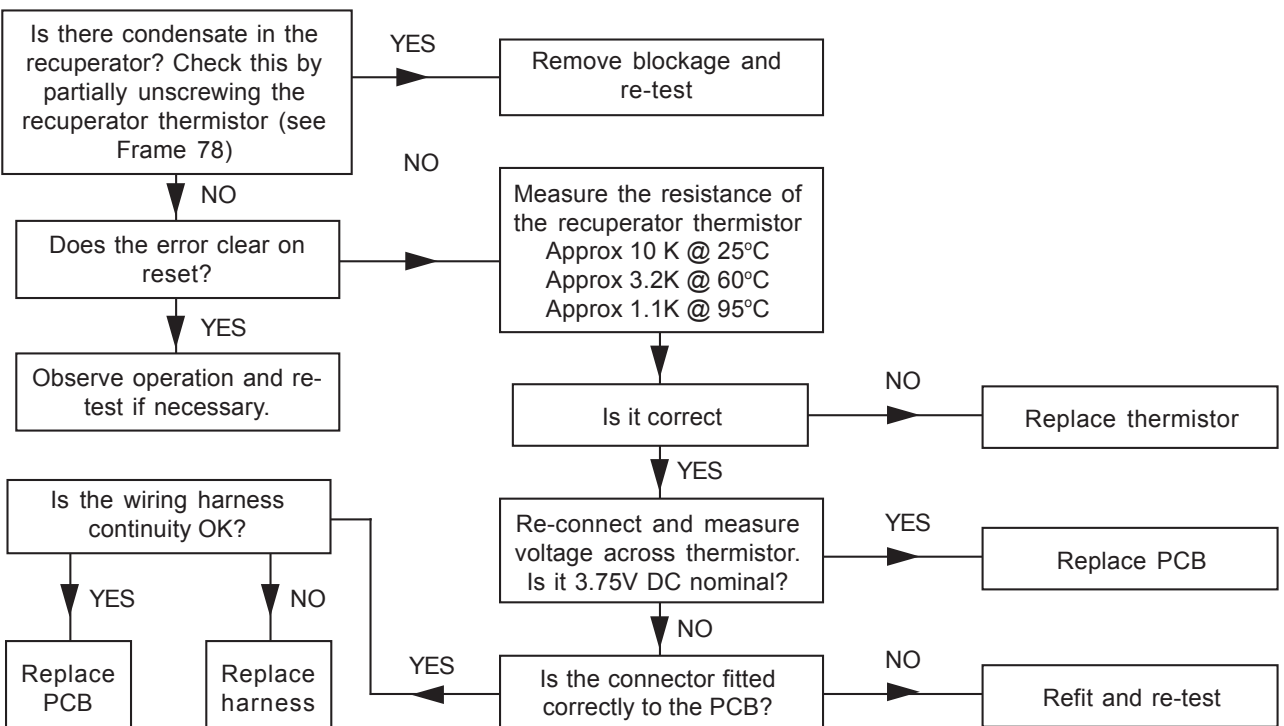 Is there condensate in the
recuperator? Check this by
partially unscrewing the
recuperator thermistor (see
Frame 78)
YES
Remove blockage and
re-test
NO
Does the error clear on
reset?
NO
Measure the resistance of
the recuperator thermistor
Approx 10 K @ 25°C
Approx 3.2K @ 60°C
Approx 1.1K @ 95°C
YES
Observe operation and re-
test if necessary.
Is it correct
NO
Replace thermistor
YES
Re-connect and measure
voltage across thermistor.
Is it 3.75V DC nominal?
YES
Replace PCB
NO
Is the connector fitted
correctly to the PCB?
NO
Refit and re-test
YES
Is the wiring harness
continuity OK?
YES
Replace
PCB
NO
Replace
harness